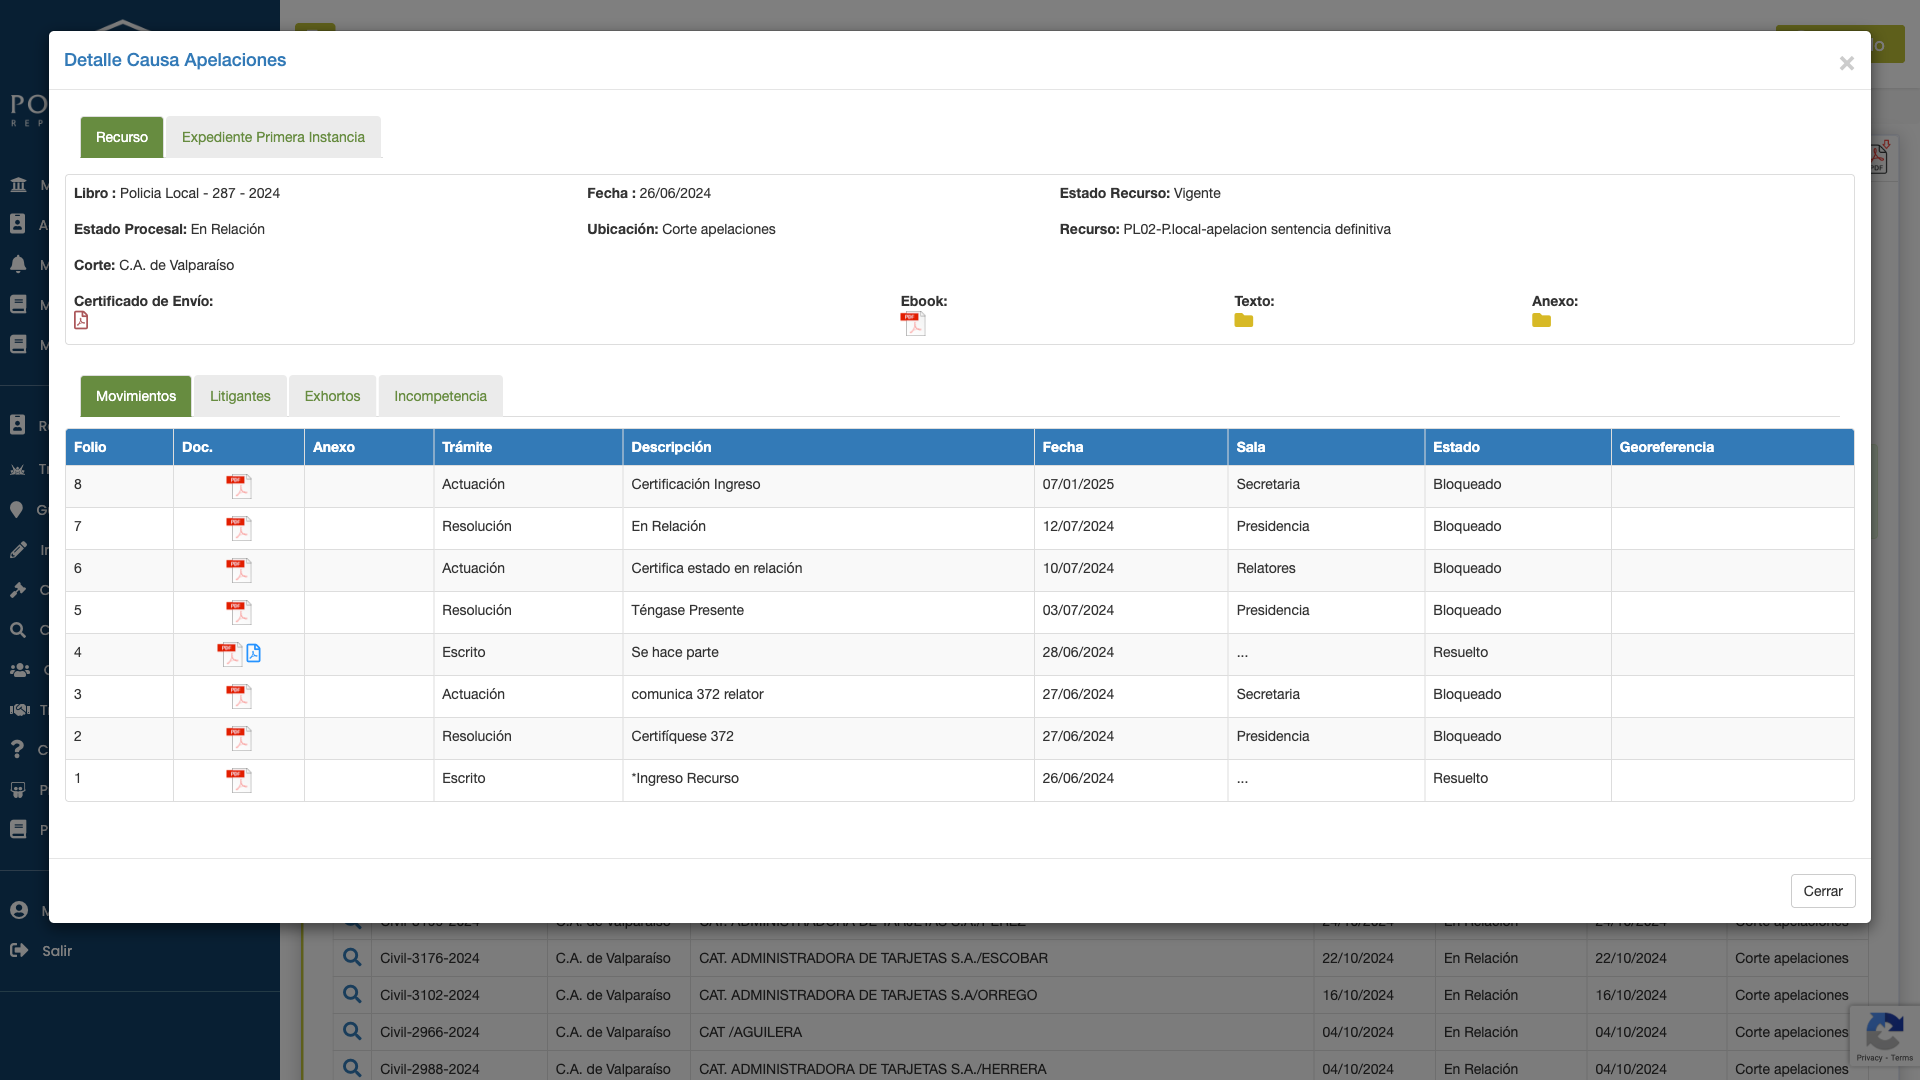 Detalle Causa Apelaciones
×
Recurso Expediente Primera Instancia
Libro : Policia Local - 287 - 2024 Fecha : 26/06/2024 Estado Recurso: Vigente
Estado Procesal: En Relación Ubicación: Corte apelaciones Recurso: PL02-P.local-apelacion sentencia definitiva
Corte: C.A. de Valparaíso
Certificado de Envío: Ebook: Texto: Anexo:
Movimientos Litigantes Exhortos Incompetencia
Folio Doc. Anexo Trámite Descripción Fecha Sala Estado Georeferencia
8 Actuación Certificación Ingreso 07/01/2025 Secretaria Bloqueado
7 Resolución En Relación 12/07/2024 Presidencia Bloqueado
6 Actuación Certifica estado en relación 10/07/2024 Relatores Bloqueado
5 Resolución Téngase Presente 03/07/2024 Presidencia Bloqueado
4 Escrito Se hace parte 28/06/2024 ... Resuelto
3 Actuación comunica 372 relator 27/06/2024 Secretaria Bloqueado
2 Resolución Certifíquese 372 27/06/2024 Presidencia Bloqueado
1 Escrito *Ingreso Recurso 26/06/2024 ... Resuelto
Cerrar
Salir
Civil-3176-2024 C.A. de Valparaíso CAT. ADMINISTRADORA DE TARJETAS S.A./ESCOBAR 22/10/2024 En Relación 22/10/2024 Corte apelaciones
Civil-3102-2024 C.A. de Valparaíso CAT. ADMINISTRADORA DE TARJETAS S.A/ORREGO 16/10/2024 En Relación 16/10/2024 Corte apelaciones
Civil-2966-2024 C.A. de Valparaíso CAT /AGUILERA 04/10/2024 En Relación 04/10/2024 Corte apelaciones
Civil-2988-2024 C.A. de Valparaíso CAT. ADMINISTRADORA DE TARJETAS S.A./HERRERA 04/10/2024 En Relación 04/10/2024 Corte apelaciones
Privacy - Terms